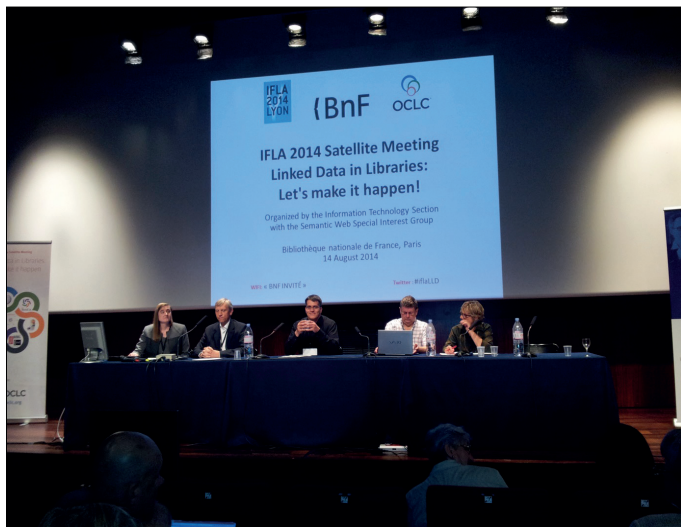 IFLA
2014
LYON
{BnF
OCLC
IFLA 2014 Satellite Meeting
Linked Data in Libraries:
Let's make it happen!
Organized by the Information Technology Section
with the Semantic Web Special Interest Group
Bibliothèque nationale de France, Paris
14 August 2014
WiFi: « BNF INVITÉ »
Twitter: #iflaLD
OCLC